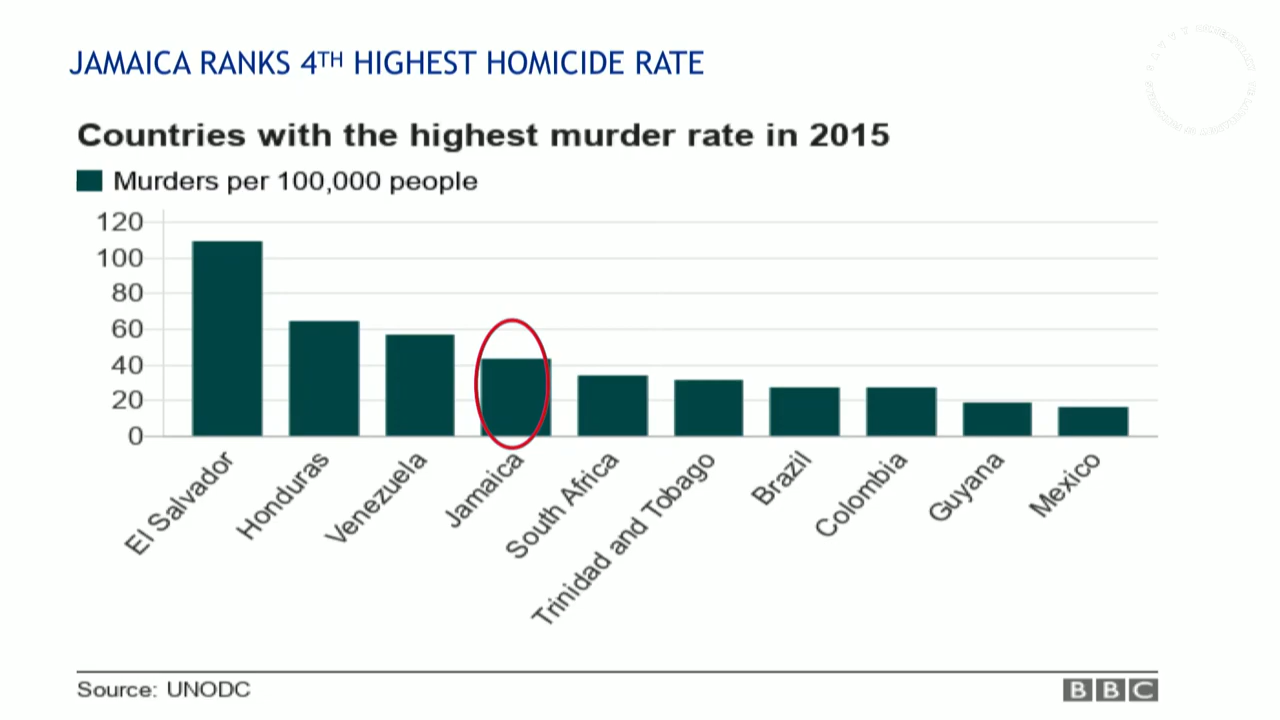 JAMAICA RANKS 4TH HIGHEST HOMICIDE RATE
Countries with the highest murder rate in 2015
Murders per 100,000 people
120
100
80
60
40
20
0
El Salvador
Honduras
Venezuela
Jamaica
South Africa
Trinidad and Tobago
Brazil
Colombia
Guyana
Mexico
Source: UNODC
BBC